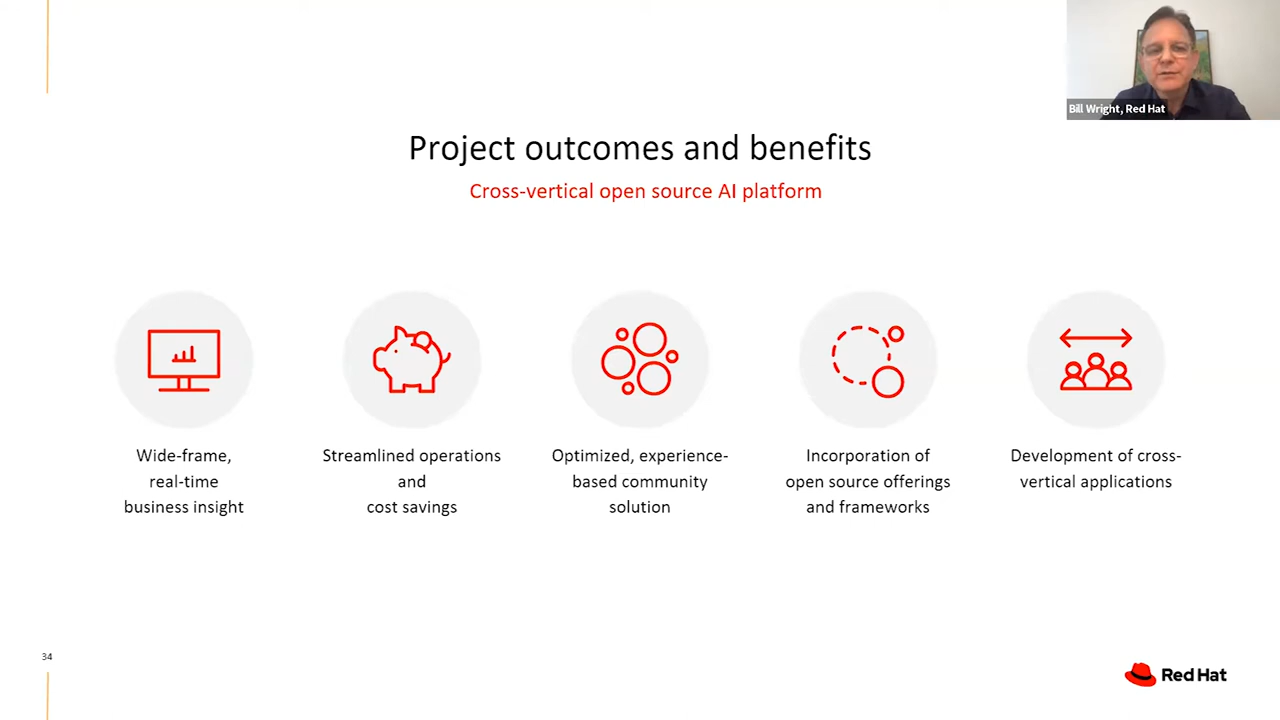 Bill Wright, Red Hat
Project outcomes and benefits
Cross-vertical open source AI platform
Wide-frame,
real-time
business insight
Streamlined operations
and
cost savings
Optimized, experience-
based community
solution
Incorporation of
open source offerings
and frameworks
Development of cross-
vertical applications
34
Red Hat